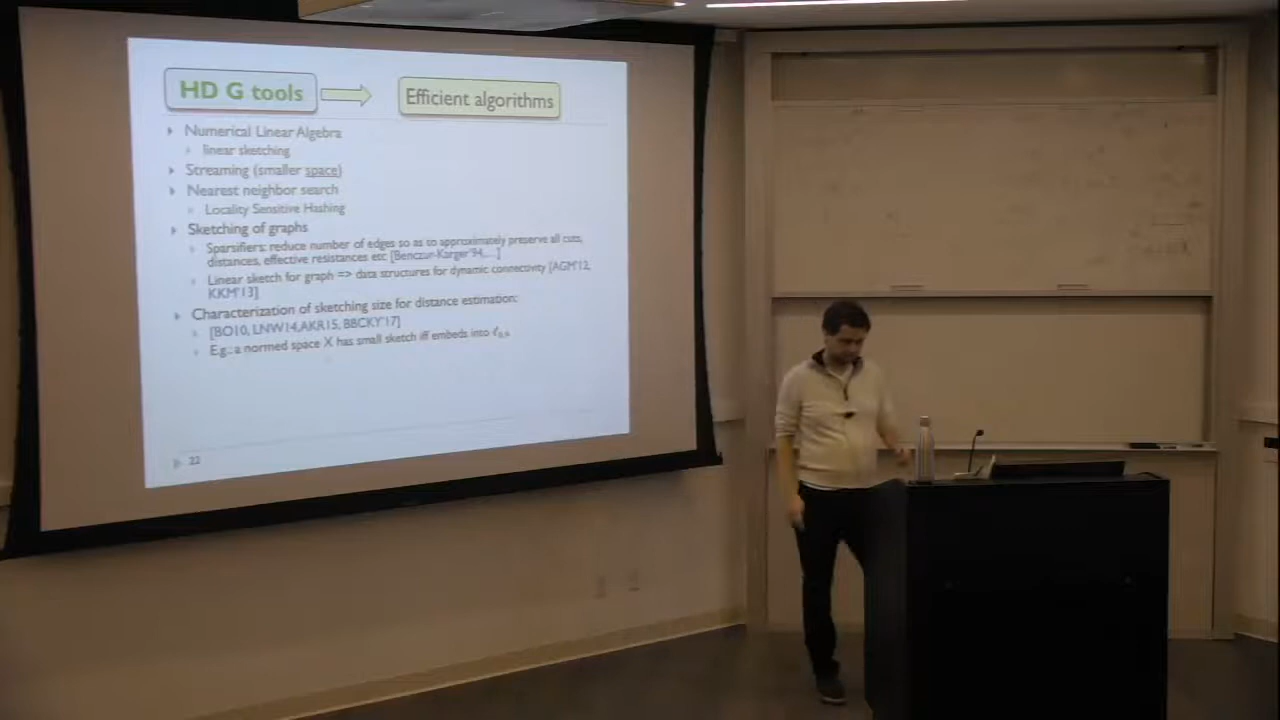 HD G tools
Efficient algorithms
Numerical Linear Algebra
linear sketching
Streaming (smaller space)
Nearest neighbor search
Locality Sensitive Hashing
Sketching of graphs
Sparsifiers: reduce number of edges so as to approximately preserve all cuts,
distances, effective resistances etc [Benczur-Karger'94,...]
Linear sketch for graph => data structures for dynamic connectivity [AGM'12,
KKM'13]
Characterization of sketching size for distance estimation:
[BO10, LNW14, AKR15, BBCKY'17]
E.g.: a normed space X has small sketch iff embeds into
22